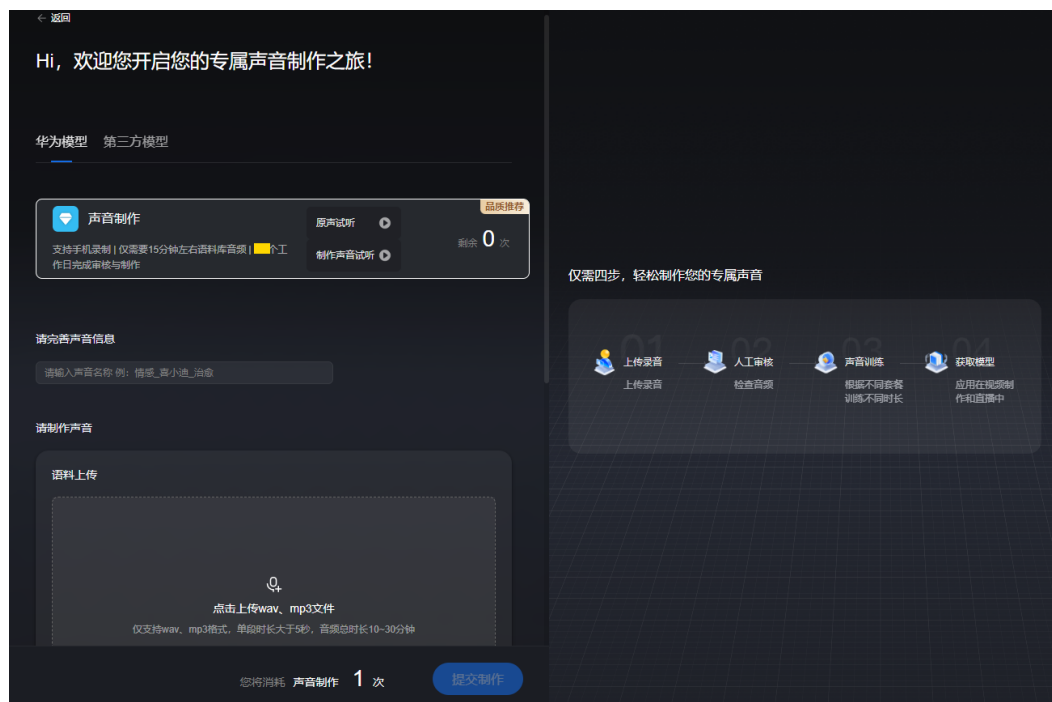 ← 返回
Hi，欢迎您开启您的专属声音制作之旅！
华为模型 第三方模型
声音制作
品质推荐
原声试听
支持手机录制 | 仅需要15分钟左右语料库音频 | 个工
作日完成审核与制作
制作声音试听
剩余 0 次
请完善声音信息
请输入声音名称 例：情感_真小迪_治愈
请制作声音
语料上传
点击上传wav、mp3文件
仅支持wav、mp3格式，单段时长大于5秒，音频总时长10~30分钟
您将消耗 声音制作 1 次
提交制作
仅需四步，轻松制作您的专属声音
01 02 03 04
上传录音 人工审核 声音训练 获取模型
上传录音 检查音频 根据不同套餐 应用在视频制
训练不同时长 作和直播中